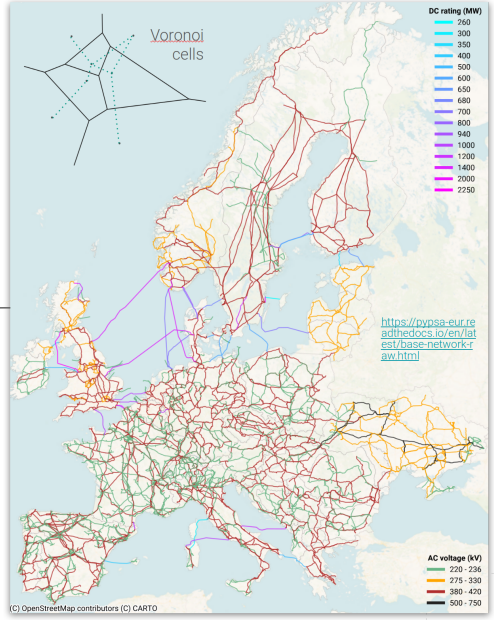 Voronoi
cells
DC rating (MW)
260
300
350
400
500
600
650
680
700
800
940
1000
1200
1400
2000
2250
https://pypsa-eur.re
adthedocs.io/en/lat
est/base-network-r
aw.html
AC voltage (kV)
220 - 236
275 - 330
380 - 420
500 - 750
(C) OpenStreetMap contributors (C) CARTO